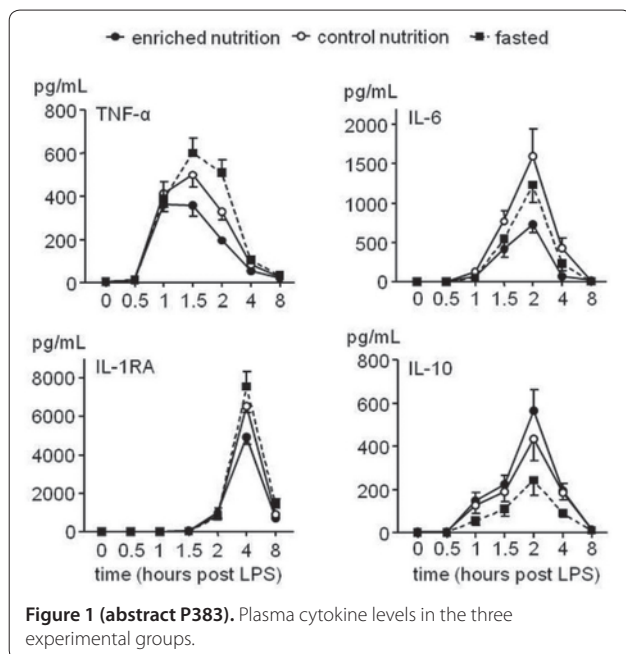 enriched nutrition control nutrition fasted
pg/mL
TNF-α
800
600
400
200
0
0 0.5 1 1.5 2 4 8
pg/mL
IL-6
2000
1500
1000
500
0
0 0.5 1 1.5 2 4 8
pg/mL
IL-1RA
8000
6000
4000
2000
0
0 0.5 1 1.5 2 4 8
time (hours post LPS)
pg/mL
IL-10
800
600
400
200
0
0 0.5 1 1.5 2 4 8
time (hours post LPS)
Figure 1 (abstract P383). Plasma cytokine levels in the three
experimental groups.